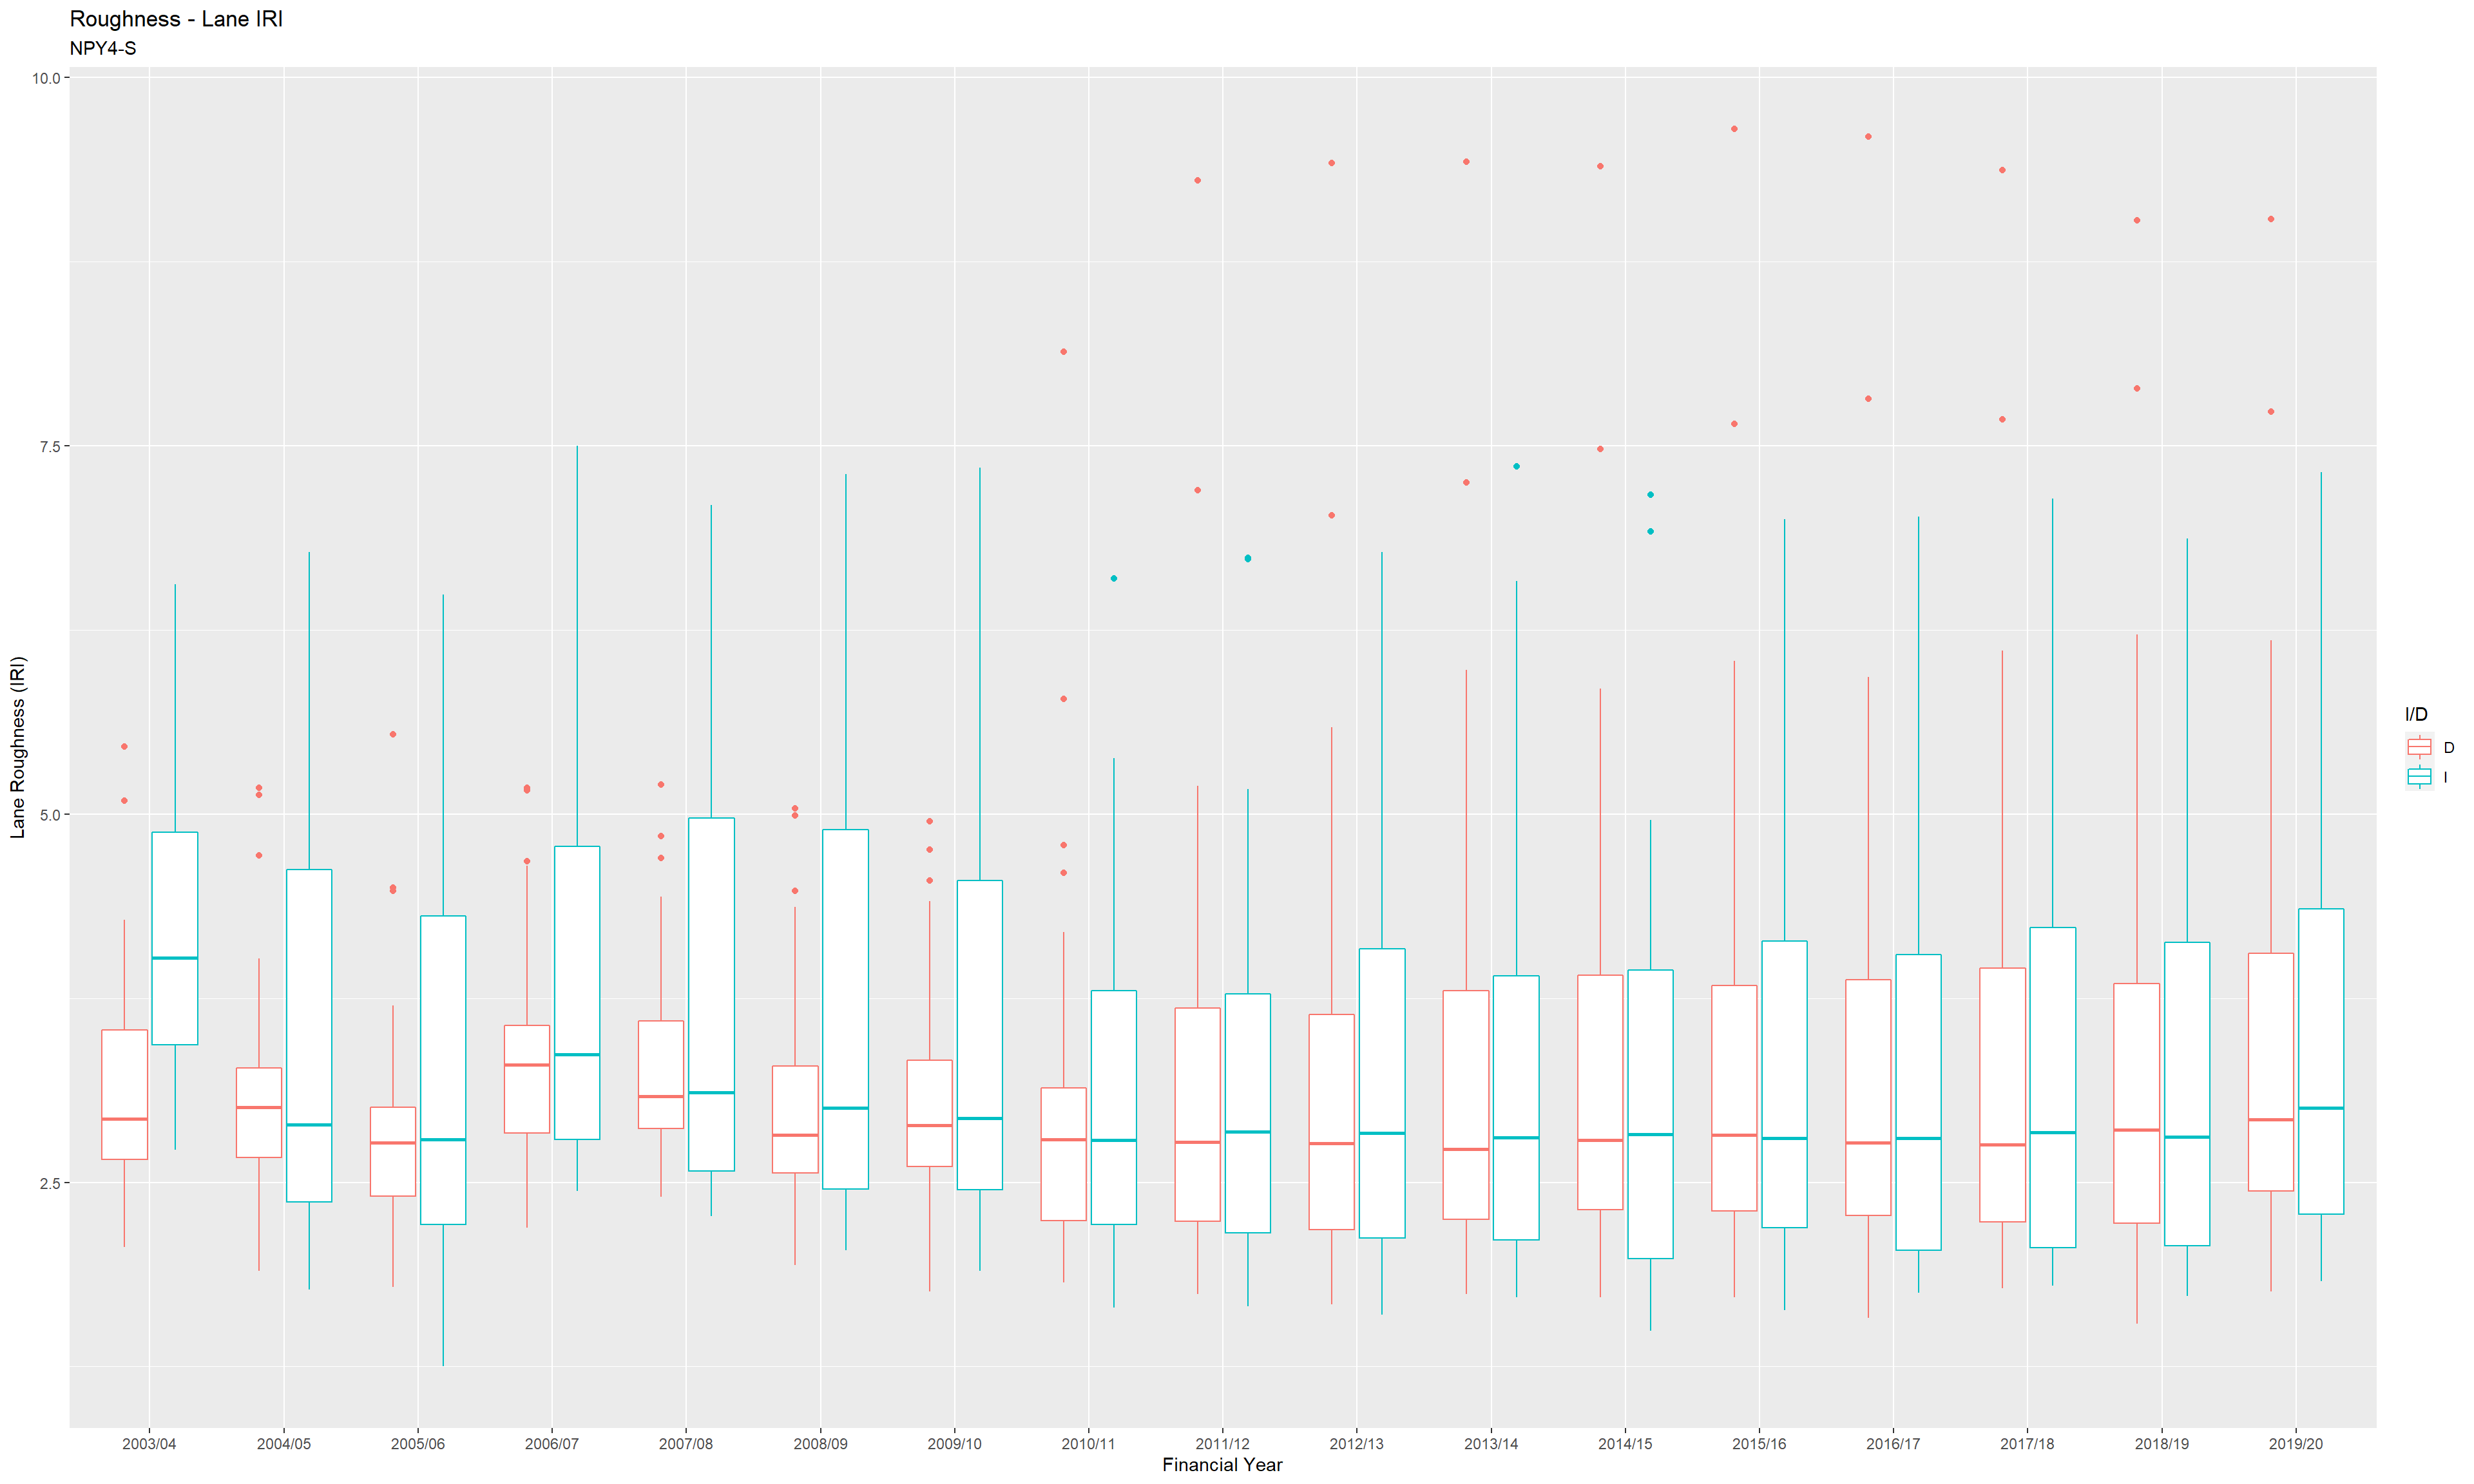 Roughness - Lane IRI
NPY4-S
10.0
7.5
5.0
2.5
Lane Roughness (IRI)
2003/04 2004/05 2005/06 2006/07 2007/08 2008/09 2009/10 2010/11 2011/12 2012/13 2013/14 2014/15 2015/16 2016/17 2017/18 2018/19 2019/20
Financial Year
I/D
D
I